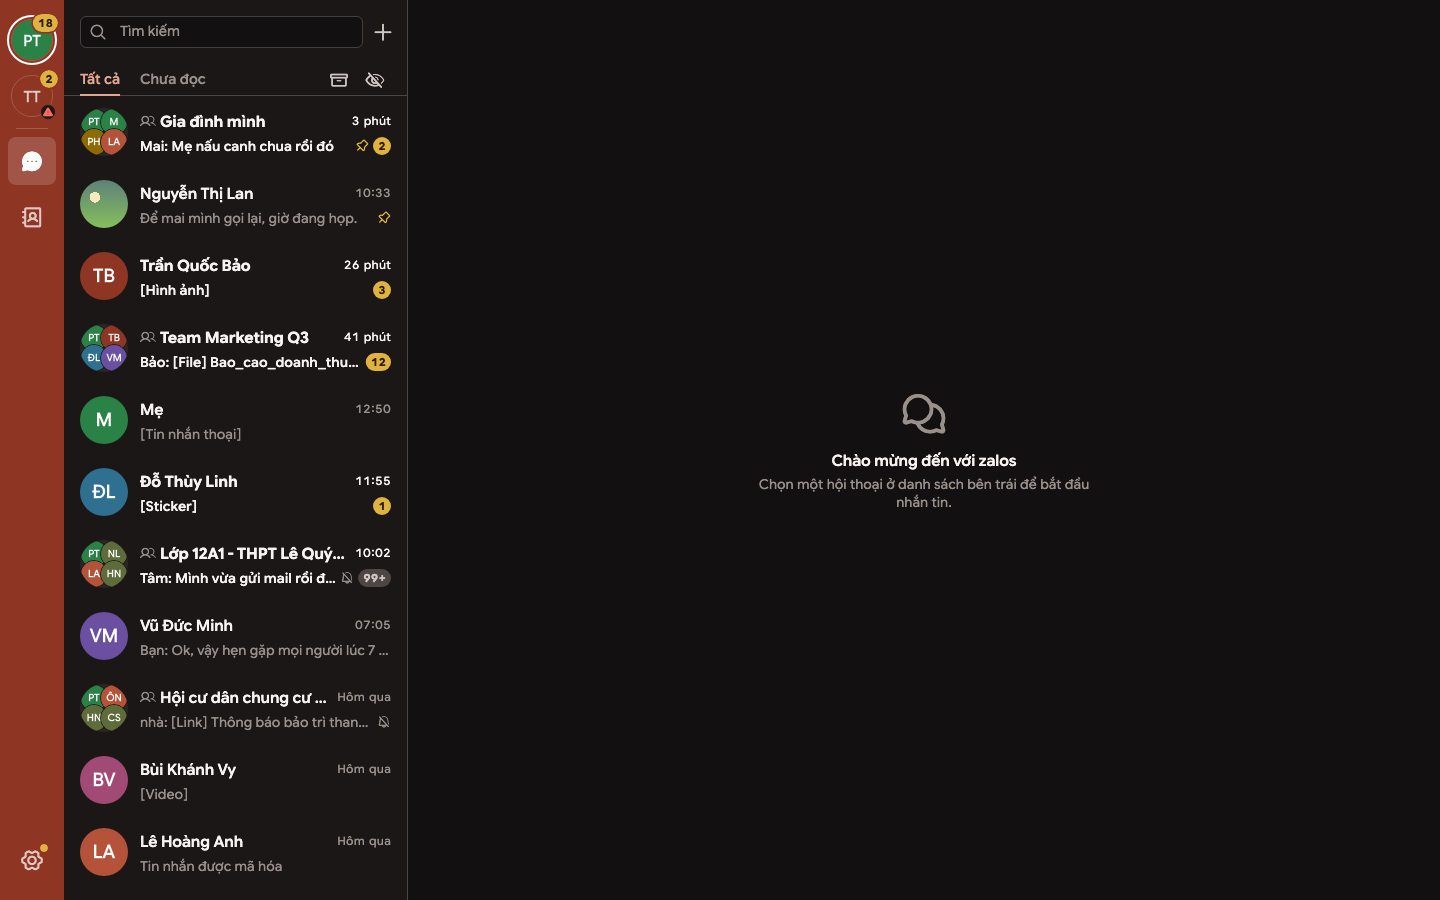 PT
18
TT
2
Tìm kiếm
Tất cả
Chưa đọc
PT M PH LA
Gia đình mình
3 phút
Mai: Mẹ nấu canh chua rồi đó
2
Nguyễn Thị Lan
10:33
Để mai mình gọi lại, giờ đang họp.
TB
Trần Quốc Bảo
26 phút
[Hình ảnh]
3
PT TB ĐL VM
Team Marketing Q3
41 phút
Bảo: [File] Bao_cao_doanh_thu...
12
M
Mẹ
12:50
[Tin nhắn thoại]
ĐL
Đỗ Thùy Linh
11:55
[Sticker]
1
PT NL LA HN
Lớp 12A1 - THPT Lê Quý...
10:02
Tâm: Mình vừa gửi mail rồi đ...
99+
VM
Vũ Đức Minh
07:05
Bạn: Ok, vậy hẹn gặp mọi người lúc 7 ...
PT ÔN HN CS
Hội cư dân chung cư ...
Hôm qua
nhà: [Link] Thông báo bảo trì than...
BV
Bùi Khánh Vy
Hôm qua
[Video]
LA
Lê Hoàng Anh
Hôm qua
Tin nhắn được mã hóa
Chào mừng đến với zalos
Chọn một hội thoại ở danh sách bên trái để bắt đầu
nhắn tin.